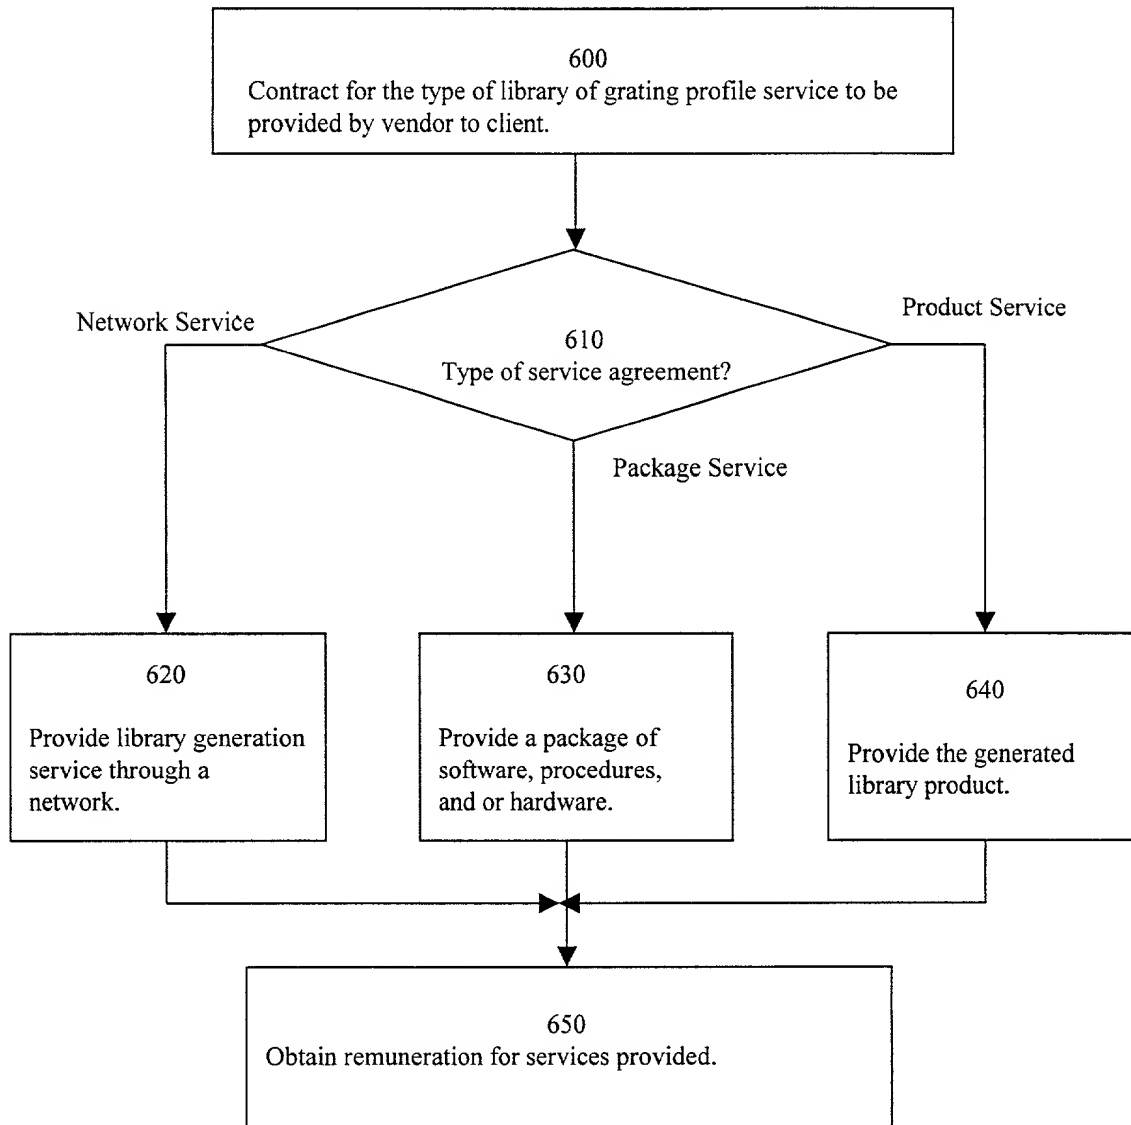 600
Contract for the type of library of grating profile service to be
provided by vendor to client.
Network Service
Product Service
610
Type of service agreement?
Package Service
620
Provide library generation
service through a
network.
630
Provide a package of
software, procedures,
and or hardware.
640
Provide the generated
library product.
650
Obtain remuneration for services provided.